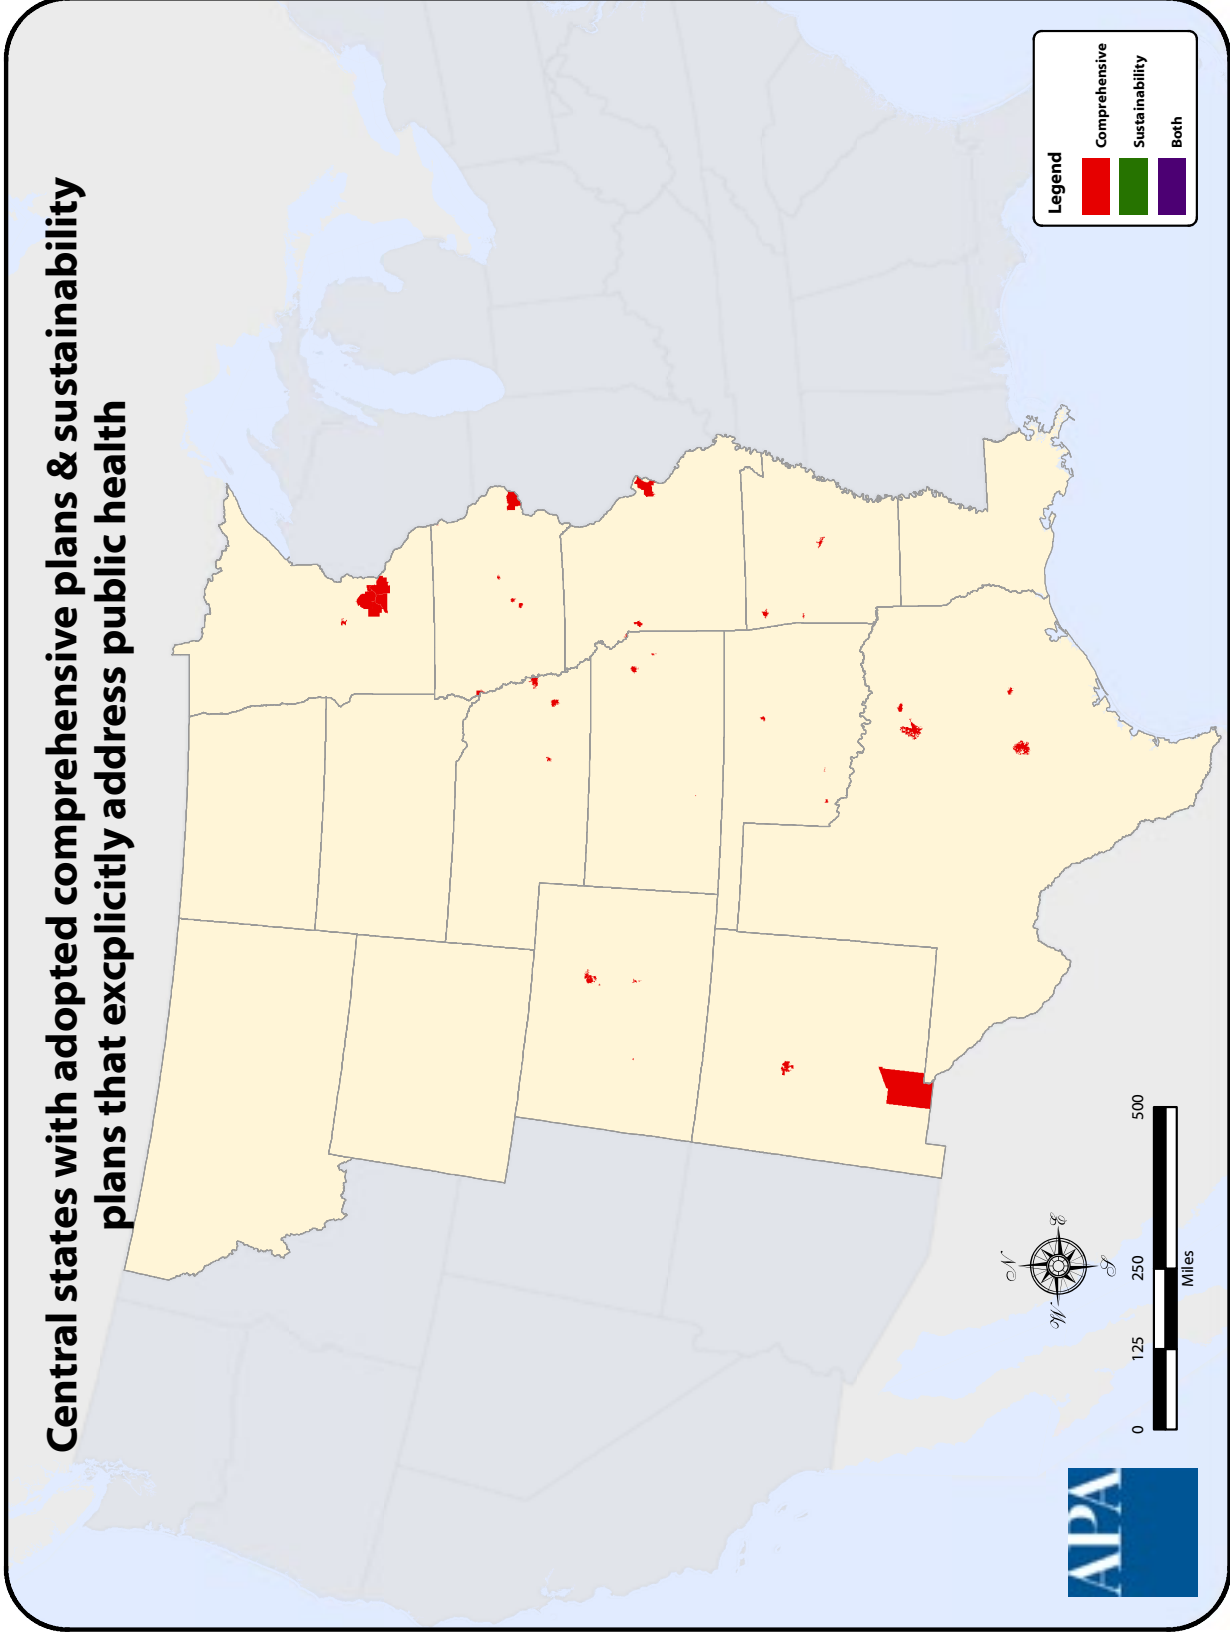 Central states with adopted comprehensive plans & sustainability
plans that excplicitly address public health
Legend
Comprehensive
Sustainability
Both
N
W
E
S
0 125 250 500
Miles
APA